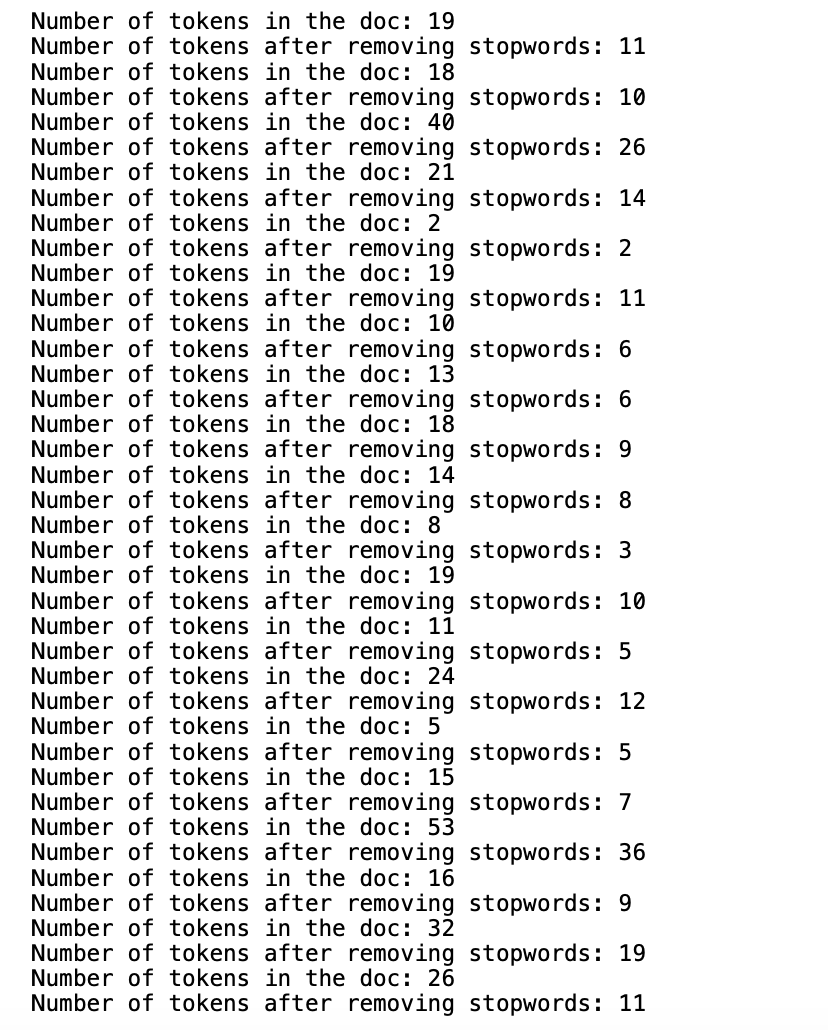 Number of tokens in the doc: 19
Number of tokens after removing stopwords: 11
Number of tokens in the doc: 18
Number of tokens after removing stopwords: 10
Number of tokens in the doc: 40
Number of tokens after removing stopwords: 26
Number of tokens in the doc: 21
Number of tokens after removing stopwords: 14
Number of tokens in the doc: 2
Number of tokens after removing stopwords: 2
Number of tokens in the doc: 19
Number of tokens after removing stopwords: 11
Number of tokens in the doc: 10
Number of tokens after removing stopwords: 6
Number of tokens in the doc: 13
Number of tokens after removing stopwords: 6
Number of tokens in the doc: 18
Number of tokens after removing stopwords: 9
Number of tokens in the doc: 14
Number of tokens after removing stopwords: 8
Number of tokens in the doc: 8
Number of tokens after removing stopwords: 3
Number of tokens in the doc: 19
Number of tokens after removing stopwords: 10
Number of tokens in the doc: 11
Number of tokens after removing stopwords: 5
Number of tokens in the doc: 24
Number of tokens after removing stopwords: 12
Number of tokens in the doc: 5
Number of tokens after removing stopwords: 5
Number of tokens in the doc: 15
Number of tokens after removing stopwords: 7
Number of tokens in the doc: 53
Number of tokens after removing stopwords: 36
Number of tokens in the doc: 16
Number of tokens after removing stopwords: 9
Number of tokens in the doc: 32
Number of tokens after removing stopwords: 19
Number of tokens in the doc: 26
Number of tokens after removing stopwords: 11